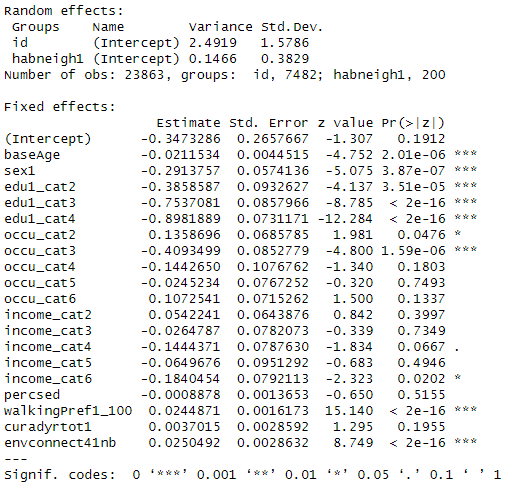 Random effects:
Groups Name Variance Std.Dev.
id (Intercept) 2.4919 1.5786
habneigh1 (Intercept) 0.1466 0.3829
Number of obs: 23863, groups: id, 7482; habneigh1, 200
Fixed effects:
Estimate Std. Error z value Pr(>|z|)
(Intercept) -0.3473286 0.2657667 -1.307 0.1912
baseAge -0.0211534 0.0044515 -4.752 2.01e-06 ***
sex1 -0.2913757 0.0574136 -5.075 3.87e-07 ***
edu1_cat2 -0.3858587 0.0932627 -4.137 3.51e-05 ***
edu1_cat3 -0.7537081 0.0857966 -8.785 < 2e-16 ***
edu1_cat4 -0.8981889 0.0731171 -12.284 < 2e-16 ***
occu_cat2 0.1358696 0.0685785 1.981 0.0476 *
occu_cat3 -0.4093499 0.0852779 -4.800 1.59e-06 ***
occu_cat4 -0.1442650 0.1076762 -1.340 0.1803
occu_cat5 -0.0245234 0.0767252 -0.320 0.7493
occu_cat6 0.1072541 0.0715262 1.500 0.1337
income_cat2 0.0542241 0.0643876 0.842 0.3997
income_cat3 -0.0264787 0.0782073 -0.339 0.7349
income_cat4 -0.1444371 0.0787630 -1.834 0.0667 .
income_cat5 -0.0649676 0.0951292 -0.683 0.4946
income_cat6 -0.1840454 0.0792113 -2.323 0.0202 *
percsed -0.0008878 0.0013653 -0.650 0.5155
walkingPref1_100 0.0244871 0.0016173 15.140 < 2e-16 ***
curadyrtot1 0.0037015 0.0028592 1.295 0.1955
envconnect41nb 0.0250492 0.0028632 8.749 < 2e-16 ***
---
Signif. codes: 0 ‘***’ 0.001 ‘**’ 0.01 ‘*’ 0.05 ‘.’ 0.1 ‘ ’ 1